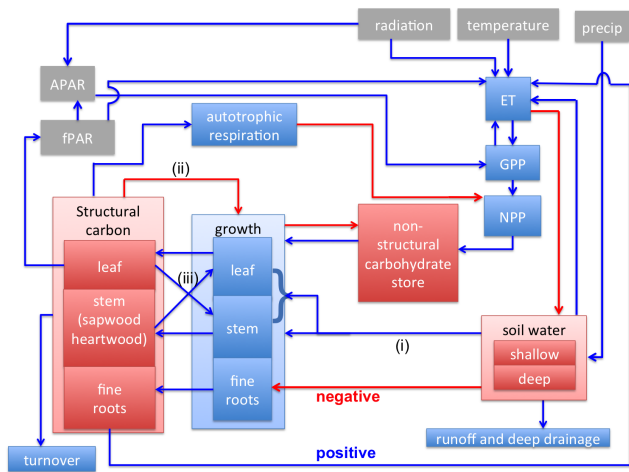 radiation
temperature
precip
APAR
ET
autotrophic
respiration
fPAR
GPP
(ii)
NPP
Structural
carbon
growth
non-
structural
carbohydrate
store
leaf
leaf
(iii)
stem
(sapwood
heartwood)
stem
(i)
soil water
shallow
deep
fine
roots
fine
roots
negative
runoff and deep drainage
turnover
positive